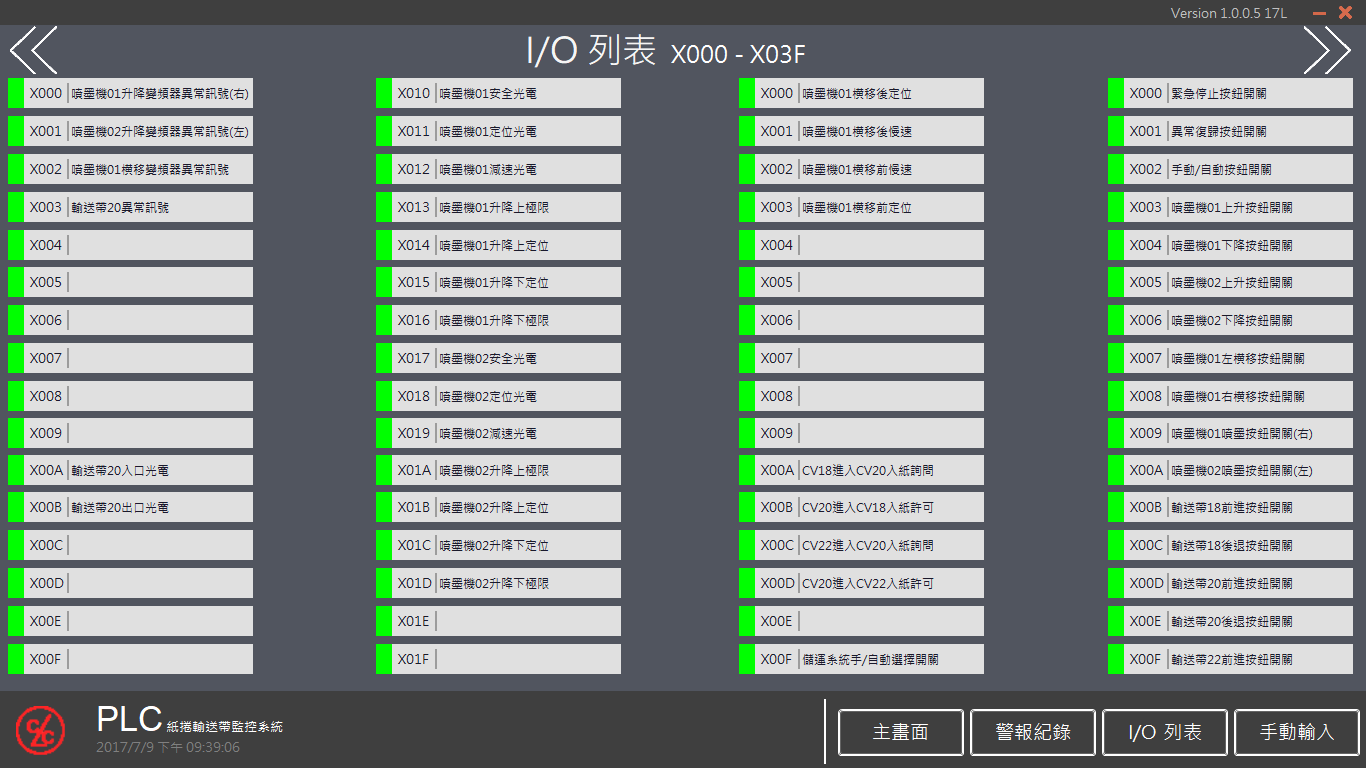 Version 1.0.0.5 17L
I/O 列表 X000 - X03F
X000 噴墨機01升降變頻器異常訊號(右)
X001 噴墨機02升降變頻器異常訊號(左)
X002 噴墨機01橫移變頻器異常訊號
X003 輸送帶20異常訊號
X004
X005
X006
X007
X008
X009
X00A 輸送帶20入口光電
X00B 輸送帶20出口光電
X00C
X00D
X00E
X00F
X010 噴墨機01安全光電
X011 噴墨機01定位光電
X012 噴墨機01減速光電
X013 噴墨機01升降上極限
X014 噴墨機01升降上定位
X015 噴墨機01升降下定位
X016 噴墨機01升降下極限
X017 噴墨機02安全光電
X018 噴墨機02定位光電
X019 噴墨機02減速光電
X01A 噴墨機02升降上極限
X01B 噴墨機02升降上定位
X01C 噴墨機02升降下定位
X01D 噴墨機02升降下極限
X01E
X01F
X000 噴墨機01橫移後定位
X001 噴墨機01橫移後慢速
X002 噴墨機01橫移前慢速
X003 噴墨機01橫移前定位
X004
X005
X006
X007
X008
X009
X00A CV18進入CV20入紙詢問
X00B CV20進入CV18入紙許可
X00C CV22進入CV20入紙詢問
X00D CV20進入CV22入紙許可
X00E
X00F 儲運系統手/自動選擇開關
X000 緊急停止按鈕開關
X001 異常復歸按鈕開關
X002 手動/自動按鈕開關
X003 噴墨機01上升按鈕開關
X004 噴墨機01下降按鈕開關
X005 噴墨機02上升按鈕開關
X006 噴墨機02下降按鈕開關
X007 噴墨機01左橫移按鈕開關
X008 噴墨機01右橫移按鈕開關
X009 噴墨機01噴墨按鈕開關(右)
X00A 噴墨機02噴墨按鈕開關(左)
X00B 輸送帶18前進按鈕開關
X00C 輸送帶18後退按鈕開關
X00D 輸送帶20前進按鈕開關
X00E 輸送帶20後退按鈕開關
X00F 輸送帶22前進按鈕開關
PLC 紙捲輸送帶監控系統
2017/7/9 下午 09:39:06
主畫面
警報紀錄
I/O 列表
手動輸入